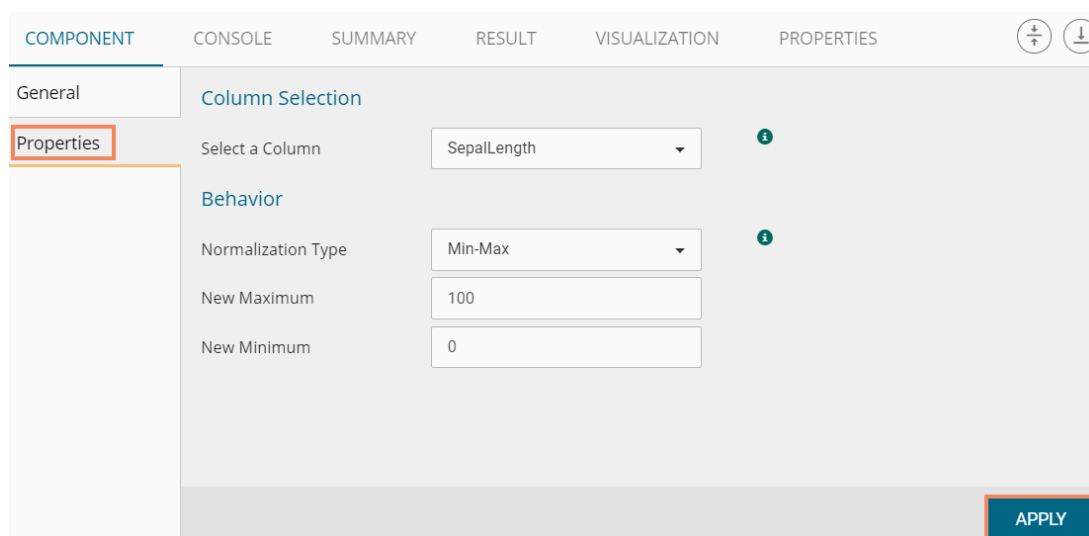 COMPONENT CONSOLE SUMMARY RESULT VISUALIZATION PROPERTIES
General
Properties
Column Selection
Select a Column SepalLength
Behavior
Normalization Type Min-Max
New Maximum 100
New Minimum 0
APPLY